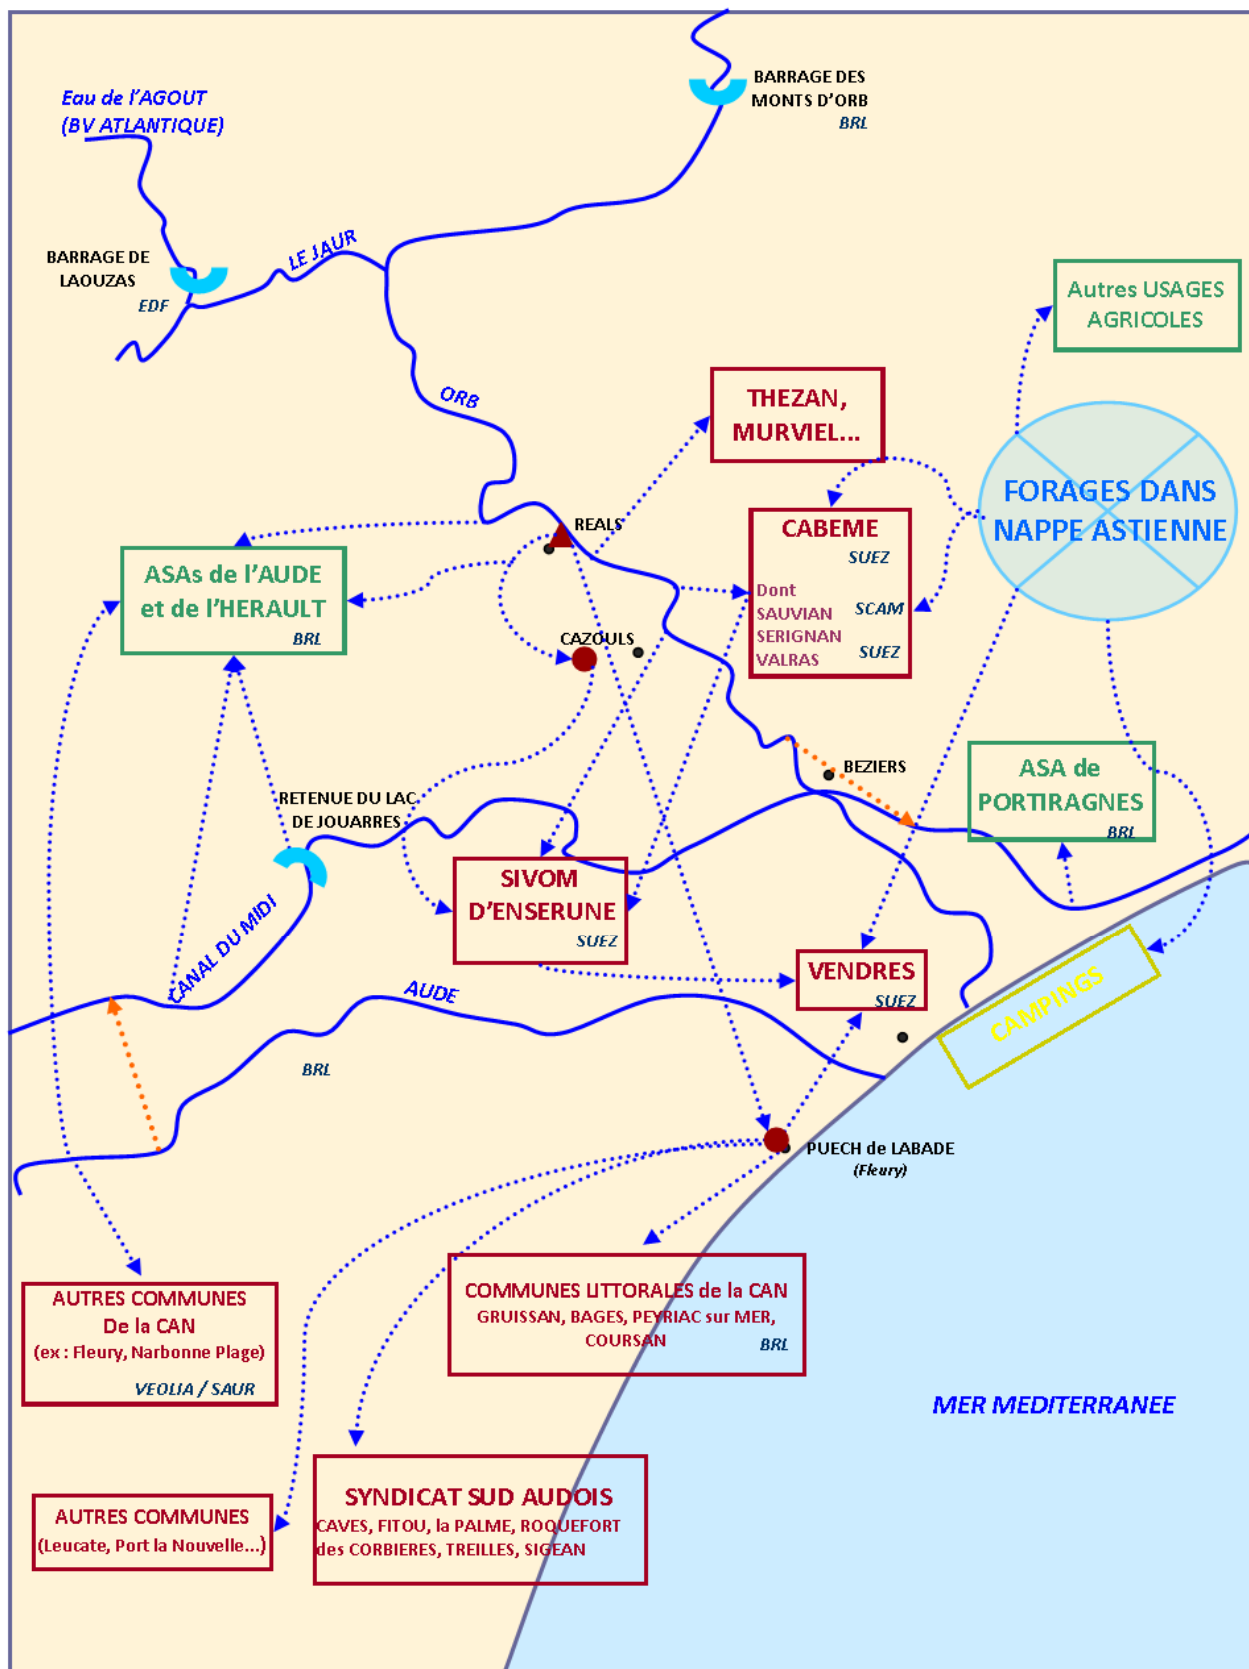 BARRAGE DES
MONTS D'ORB
BRL
Eau de l'AGOUT
(BV ATLANTIQUE)
LE JAUR
BARRAGE DE
LAOUZAS
EDF
Autres USAGES
AGRICOLES
ORB
THEZAN,
MURVIEL...
FORAGES DANS
NAPPE ASTIENNE
REALS
CABEME
SUEZ
Dont
SAUVIAN
SCAM
SERIGNAN
VALRAS
SUEZ
ASAs de l'AUDE
et de l'HERAULT
BRL
CAZOULS
BEZIERS
ASA de
PORTIRAGNES
BRL
RETENUE DU LAC
DE JOUARRES
SIVOM
D'ENSERUNE
SUEZ
CANAL DU MIDI
VENDRES
SUEZ
CAMPINGS
AUDE
BRL
PUECH de LABADE
(Fleury)
AUTRES COMMUNES
De la CAN
(ex : Fleury, Narbonne Plage)
VEOLIA / SAUR
COMMUNES LITTORALES de la CAN
GRUISSAN, BAGES, PEYRIAC sur MER,
COURSAN
BRL
MER MEDITERRANEE
SYNDICAT SUD AUDOIS
CAVES, FITOU, la PALME, ROQUEFORT
des CORBIERES, TREILLES, SIGEAN
AUTRES COMMUNES
(Leucate, Port la Nouvelle...)